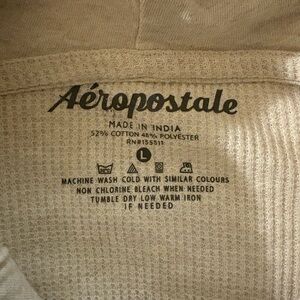 Aéropostale
MADE IN INDIA
52% COTTON 48% POLYESTER
RN#155511
L
MACHINE WASH COLD WITH SIMILAR COLOURS
NON CHLORINE BLEACH WHEN NEEDED
TUMBLE DRY LOW WARM IRON
IF NEEDED